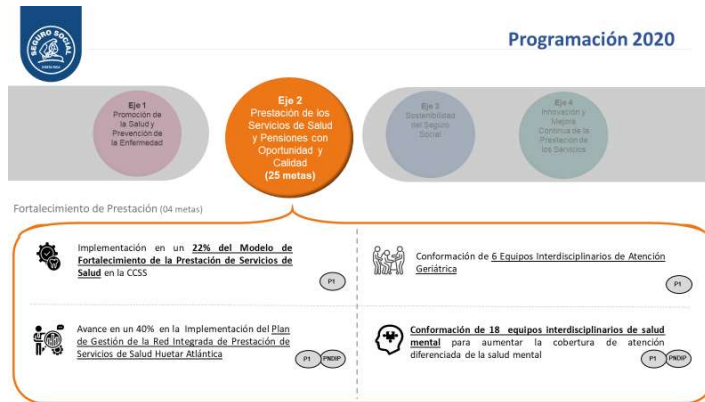 SEGURO SOCIAL
COSTA RICA
Programación 2020
Eje 1
Promoción de
la Salud y
Prevención de
la Enfermedad
Eje 2
Prestación de los
Servicios de Salud
y Pensiones con
Oportunidad y
Calidad
(25 metas)
Eje 3
Sostenibilidad
del Seguro
Social
Eje 4
Innovación y
Mejora
Continua de la
Prestación de
los Servicios
Fortalecimiento de Prestación (04 metas)
Implementación en un 22% del Modelo de
Fortalecimiento de la Prestación de Servicios de
Salud en la CCSS
P1
Conformación de 6 Equipos Interdisciplinarios de Atención
Geriátrica
P1
Avance en un 40% en la Implementación del Plan
de Gestión de la Red Integrada de Prestación de
Servicios de Salud Huetar Atlántica
P1 PNDIP
Conformación de 18 equipos interdisciplinarios de salud
mental para aumentar la cobertura de atención
diferenciada de la salud mental
P1 PNDIP